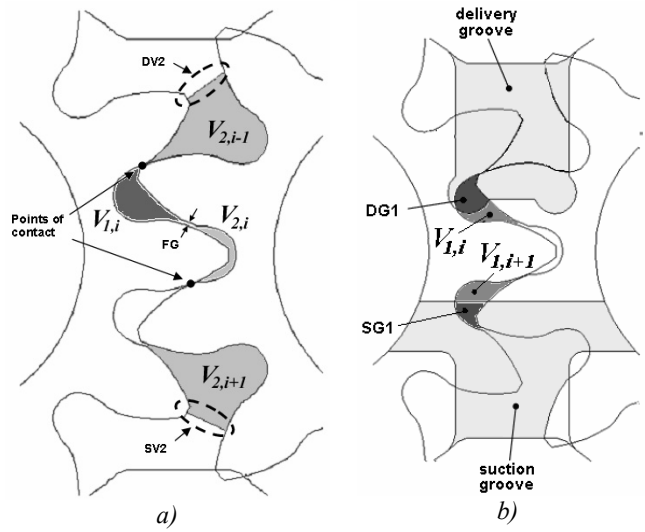 DV2
V2,i-1
Points of
contact
V1,i
V2,i
FG
V2,i+1
SV2
a)
delivery
groove
DG1
V1,i
V1,i+1
SG1
suction
groove
b)